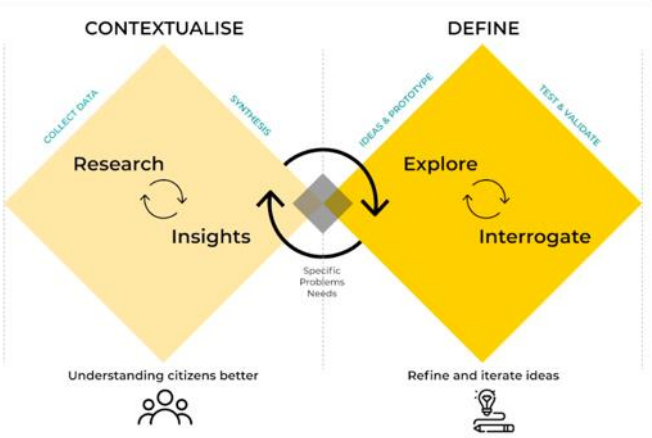 CONTEXTUALISE
DEFINE
COLLECT DATA
SYNTHESIS
IDEAS & PROTOTYPE
TEST & VALIDATE
Research
Insights
Explore
Interrogate
Specific
Problems
Needs
Understanding citizens better
Refine and iterate ideas